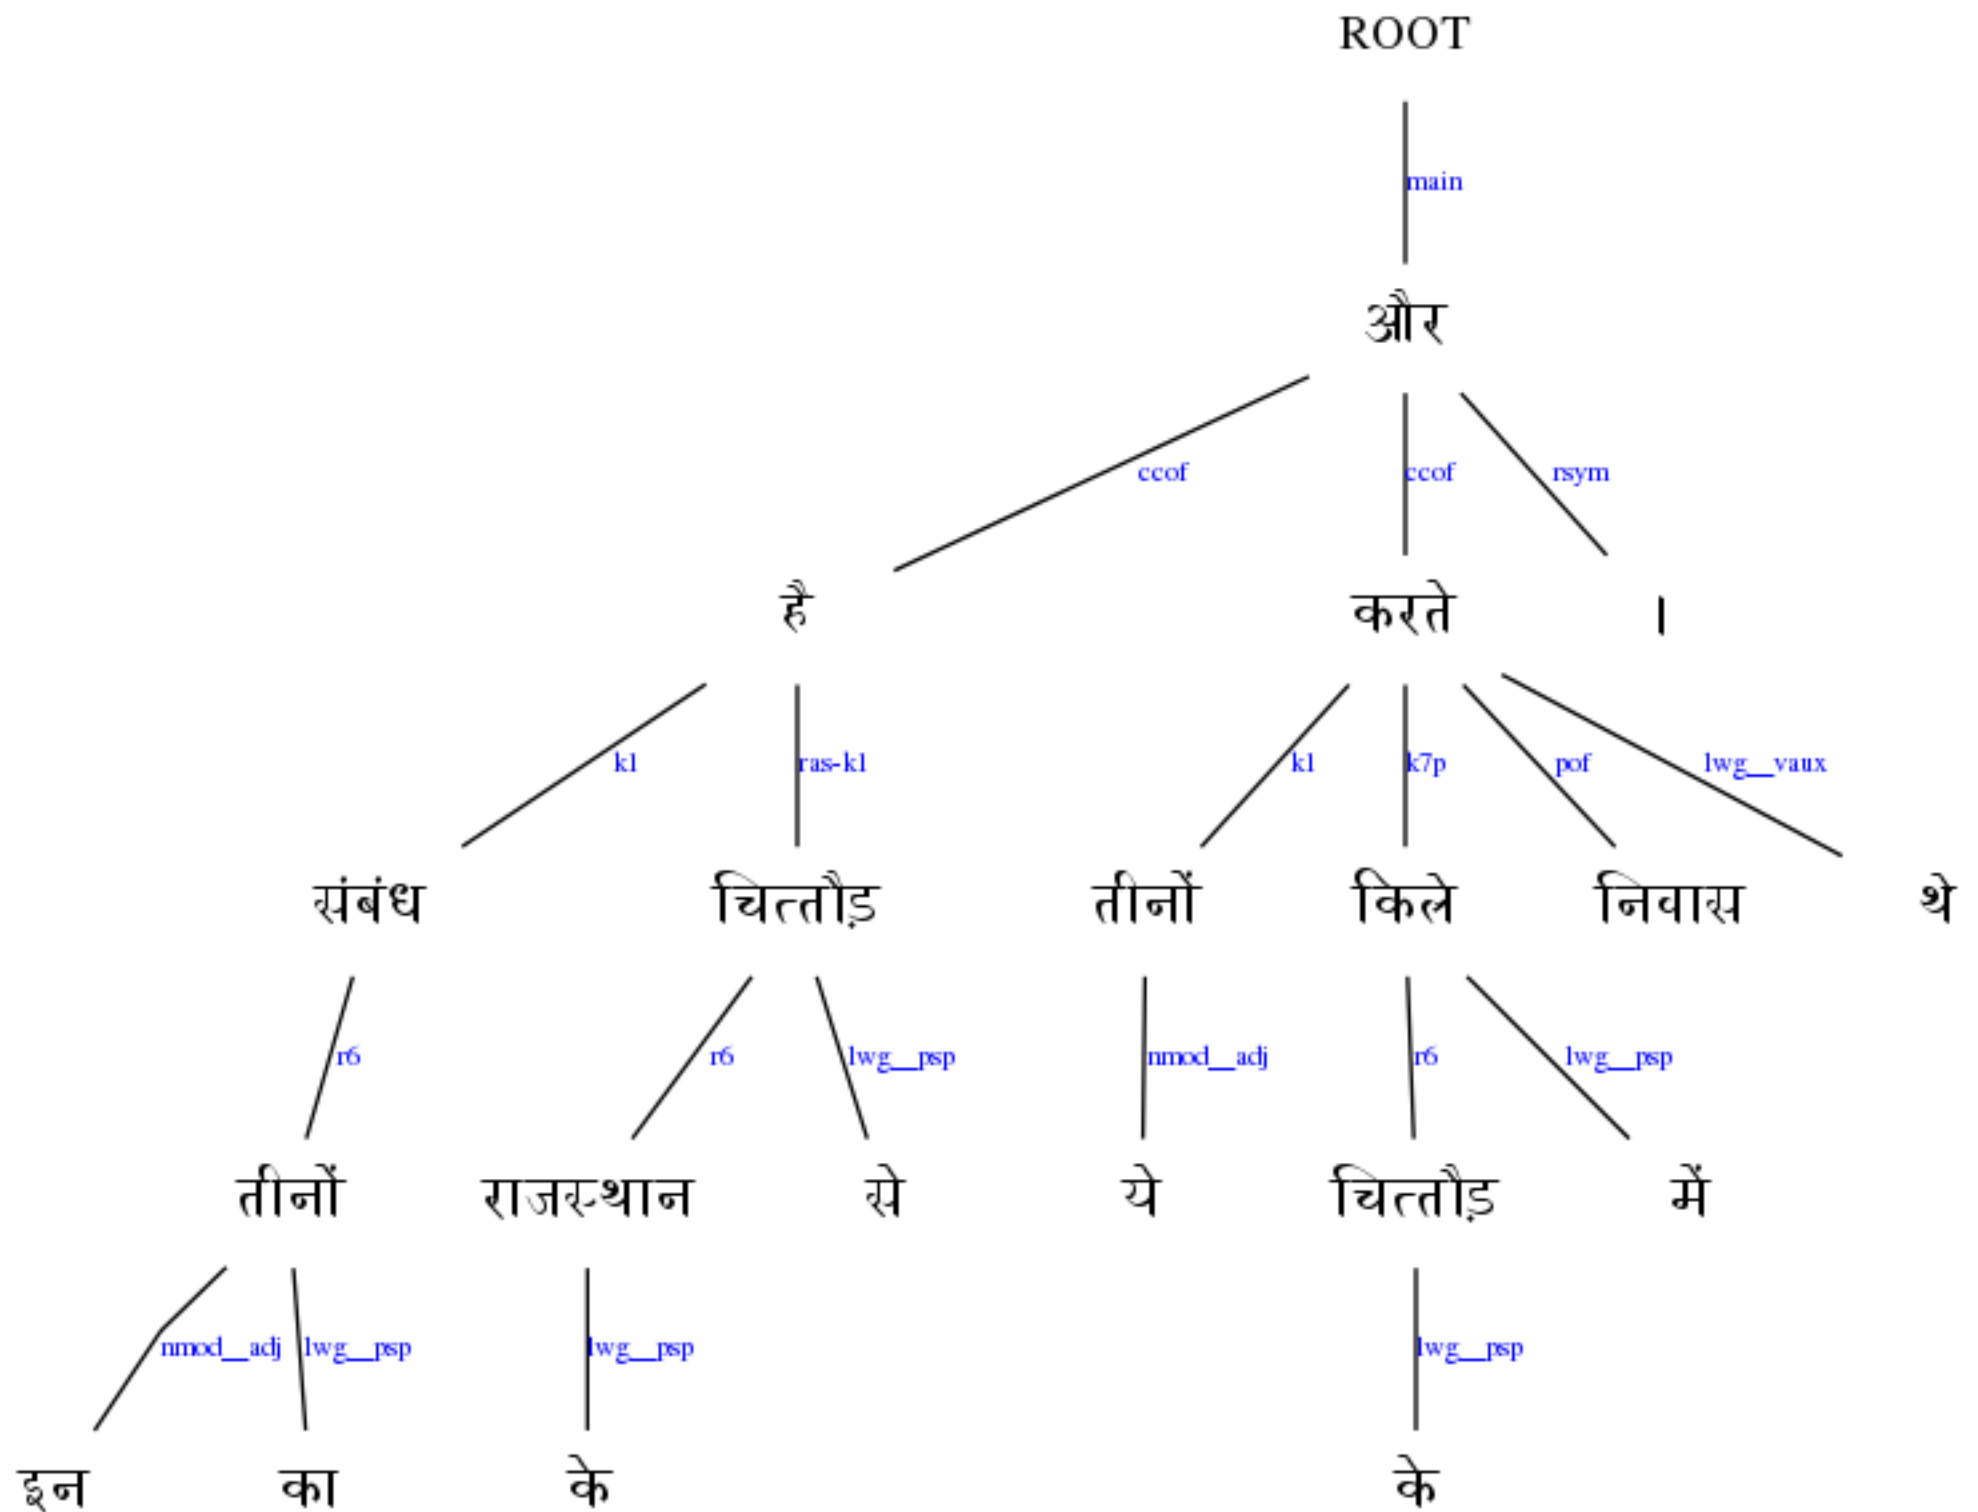 ROOT
main
और
ccof ccof rsym
है करते ।
k1 ras-k1 k1 k7p pof lwg__vaux
संबंध चित्तौड़ तीनों किले निवास थे
r6 r6 lwg__psp nmod__adj r6 lwg__psp
तीनों राजस्थान से ये चित्तौड़ में
nmod__adj lwg__psp lwg__psp lwg__psp
इन का के के